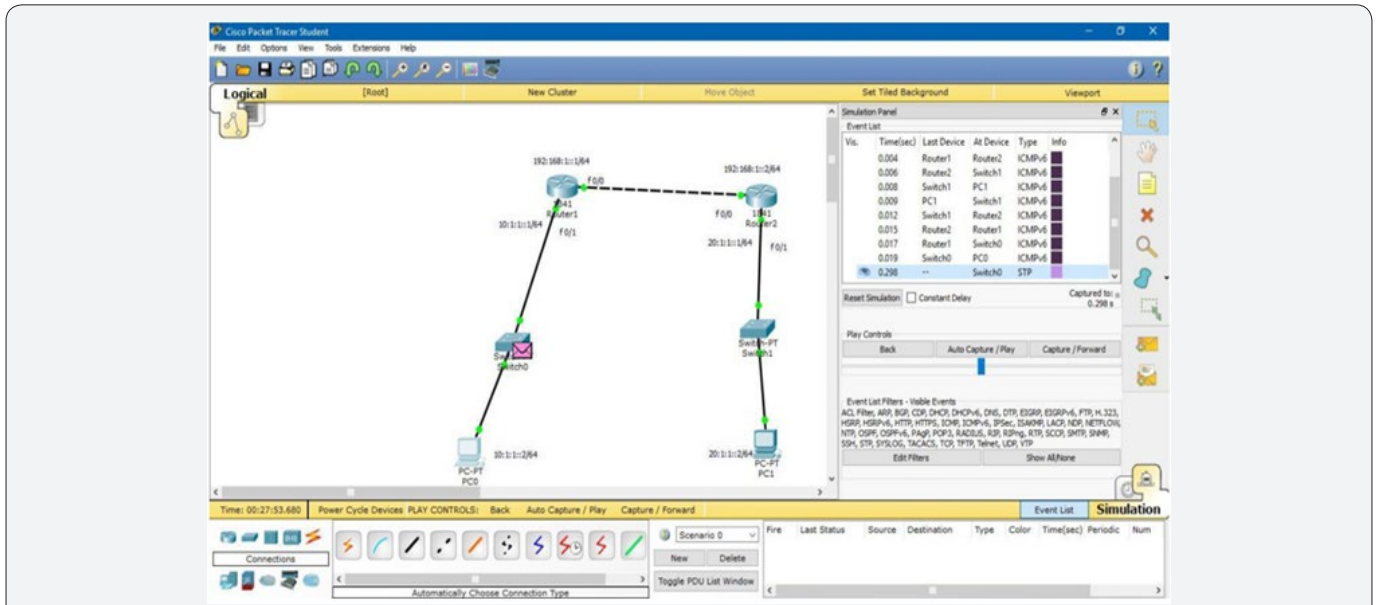 Cisco Packet Tracer Student
File Edit Options View Tools Extensions Help
Logical [Root] New Cluster Move Object Set Tiled Background Viewport
Simulation Panel
Event List
Vis. Time(sec) Last Device At Device Type Info
0.004 Router1 Router2 ICMPv6
0.006 Router2 Switch1 ICMPv6
0.008 Switch1 PC1 ICMPv6
0.009 PC1 Switch1 ICMPv6
0.012 Switch1 Router2 ICMPv6
0.015 Router2 Router1 ICMPv6
0.017 Router1 Switch0 ICMPv6
0.019 Switch0 PC0 ICMPv6
0.298 -- Switch0 STP
Reset Simulation Constant Delay Captured to:
0.298 s
Play Controls
Back Auto Capture / Play Capture / Forward
Event List Filters - Visible Events
ACL Filter, ARP, BGP, CDP, DHCP, DHCPv6, DNS, DTP, EIGRP, EIGRPv6, FTP, H.323,
HSRP, HSRPv6, HTTP, HTTPS, ICMP, ICMPv6, IPSec, ISAKMP, LACP, NDP, NETFLOW,
NTP, OSPF, OSPFv6, PAgP, POP3, RADIUS, RIP, RIPng, RTP, SCCP, SMTP, SNMP,
SSH, STP, SYSLOG, TACACS, TCP, TFTP, Telnet, UDP, VTP
Edit Filters Show All/None
192:168:1::1/64
f 0/0
1841
Router1
10:1:1::1/64
f 0/1
192:168:1::2/64
f 0/0
1841
Router2
20:1:1::1/64
f 0/1
Switch0
Switch-PT
Switch1
10:1:1::2/64
PC-PT
PC0
20:1:1::2/64
PC-PT
PC1
Time: 00:27:53.680 Power Cycle Devices PLAY CONTROLS: Back Auto Capture / Play Capture / Forward Event List Simulation
Connections
Automatically Choose Connection Type
Scenario 0
New Delete
Toggle PDU List Window
Fire Last Status Source Destination Type Color Time(sec) Periodic Num